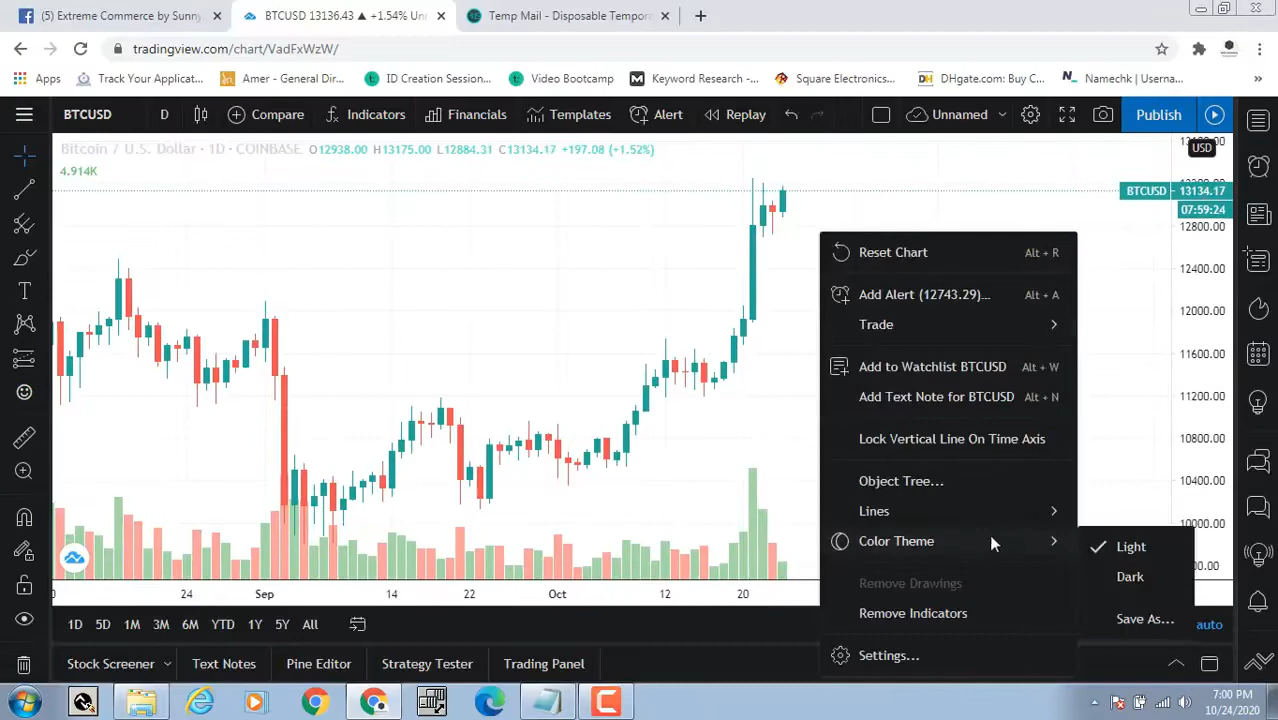 (5) Extreme Commerce by Sunny
BTCUSD 13136.43 ▲ +1.54% Un
Temp Mail - Disposable Tempor
tradingview.com/chart/VadFxWzW/
Apps
Track Your Applicat...
Amer - General Dir...
ID Creation Session...
Video Bootcamp
Keyword Research -...
Square Electronics...
DHgate.com: Buy C...
Namechk | Userna...
»
BTCUSD
D
Compare
Indicators
Financials
Templates
Alert
Replay
Unnamed
Publish
Bitcoin / U.S. Dollar · 1D · COINBASE O12938.00 H13175.00 L12884.31 C13134.17 +197.08 (+1.52%)
4.914K
USD
BTCUSD 13134.17
07:59:24
12800.00
12400.00
12000.00
11600.00
11200.00
10800.00
10400.00
10000.00
Reset Chart Alt + R
Add Alert (12743.29)... Alt + A
Trade
Add to Watchlist BTCUSD Alt + W
Add Text Note for BTCUSD Alt + N
Lock Vertical Line On Time Axis
Object Tree...
Lines
Color Theme
Remove Drawings
Remove Indicators
Settings...
Light
Dark
Save As...
24 Sep 14 22 Oct 12 20
1D 5D 1M 3M 6M YTD 1Y 5Y All
auto
Stock Screener
Text Notes
Pine Editor
Strategy Tester
Trading Panel
7:00 PM
10/24/2020